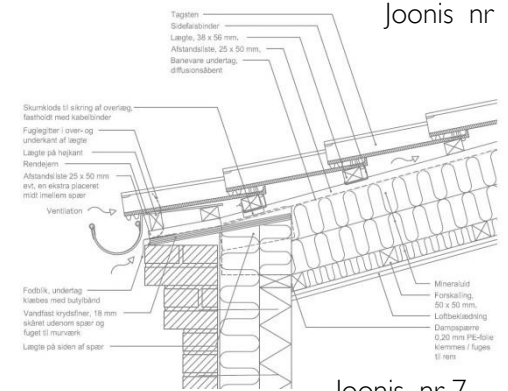 Joonis nr
Tagsten
Sidefalsbinder
Lægte, 38 x 56 mm,
Afstandsliste, 25 x 50 mm,
Banevare undertag,
diffusionsåbent
Skumklods til sikring af overlæg,
fastholdt med kabelbinder
Fuglegitter i over- og
underkant af lægte
Lægte på højkant
Rendejern
Afstandsliste 25 x 50 mm
evt. en ekstra placeret
midt imellem spær
Ventilation
Fodblik, undertag
klæbes med butylbånd
Vandfast krydsfiner, 18 mm
skåret udenom spær og
fuget til murværk
Lægte på siden af spær
Mineraluld
Forskalling,
50 x 50 mm,
Loftbeklædning
Dampspærre
0,20 mm PE-folie
klemmes / fuges
til rem
Joonis nr 7